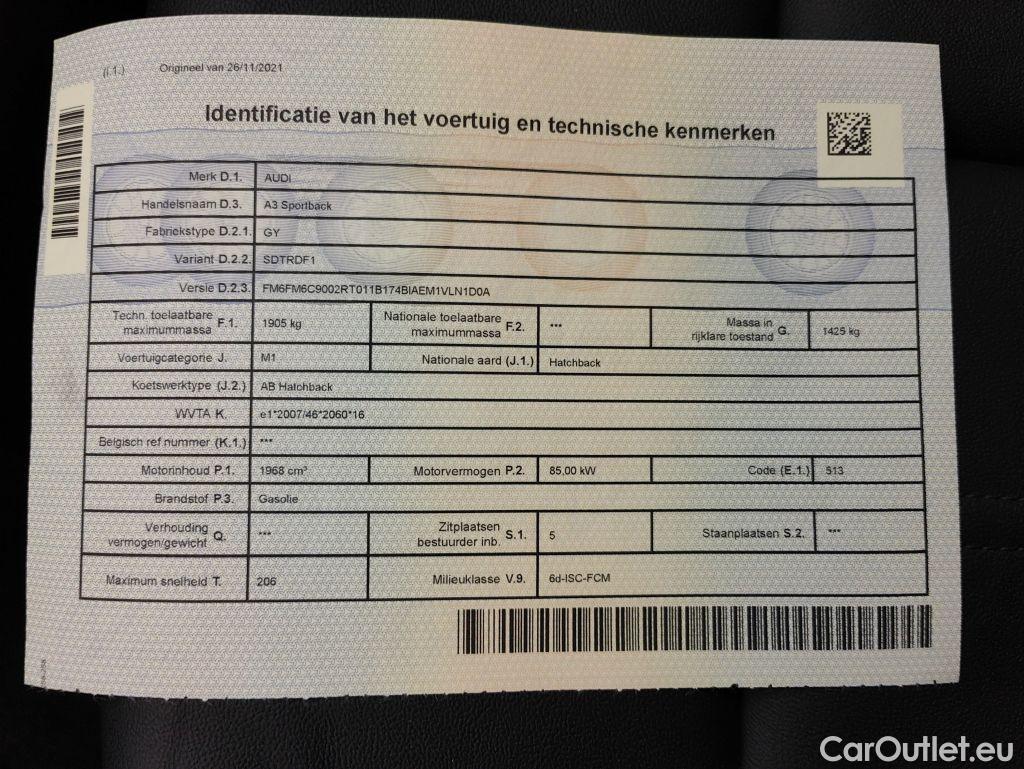 (I.1.) Origineel van 26/11/2021
Identificatie van het voertuig en technische kenmerken
Merk D.1. AUDI
Handelsnaam D.3. A3 Sportback
Fabriekstype D.2.1. GY
Variant D.2.2. SDTRDF1
Versie D.2.3. FM6FM6C9002RT011B174BIAEM1VLN1D0A
Techn. toelaatbare maximummassa F.1. 1905 kg Nationale toelaatbare maximummassa F.2. *** Massa in rijklare toestand G. 1425 kg
Voertuigcategorie J. M1 Nationale aard (J.1.) Hatchback
Koetswerktype (J.2.) AB Hatchback
WVTA K. e1*2007/46*2060*16
Belgisch ref nummer (K.1.) ***
Motorinhoud P.1. 1968 cm³ Motorvermogen P.2. 85,00 kW Code (E.1.) 513
Brandstof P.3. Gasolie
Verhouding vermogen/gewicht Q. *** Zitplaatsen bestuurder inb. S.1. 5 Staanplaatsen S.2. ***
Maximum snelheid T. 206 Milieuklasse V.9. 6d-ISC-FCM
CarOutlet.eu